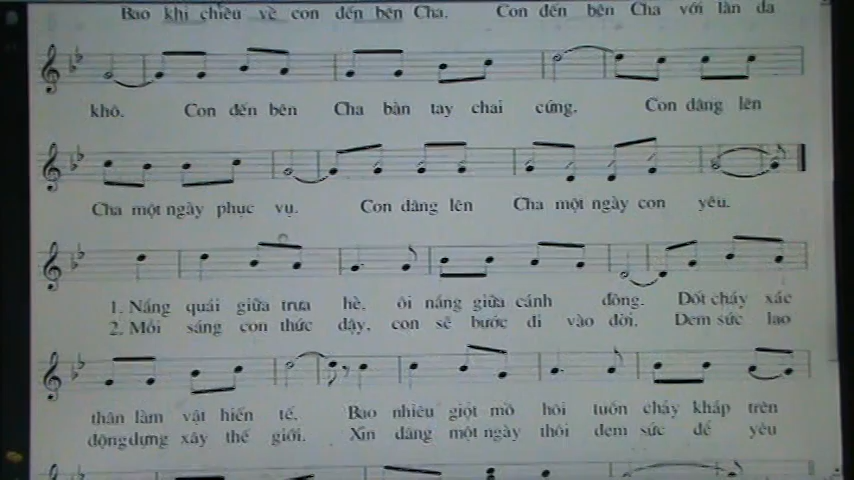 Bao khi chiều về con đến bên Cha. Con đến bên Cha với làn da
khô. Con đến bên Cha bàn tay chai cứng. Con dâng lên
Cha một ngày phục vụ. Con dâng lên Cha một ngày con yêu.
1. Nắng quái giữa trưa hè, ôi nắng giữa cánh đồng. Dốt cháy xác
2. Mỗi sáng con thức dậy, con sẽ bước đi vào đời. Dem sức lao
thân làm vật hiến tế. Bao nhiêu giọt mồ hôi tuôn chảy khắp trên
động dựng xây thế giới. Xin dâng một ngày thôi dem sức để yêu